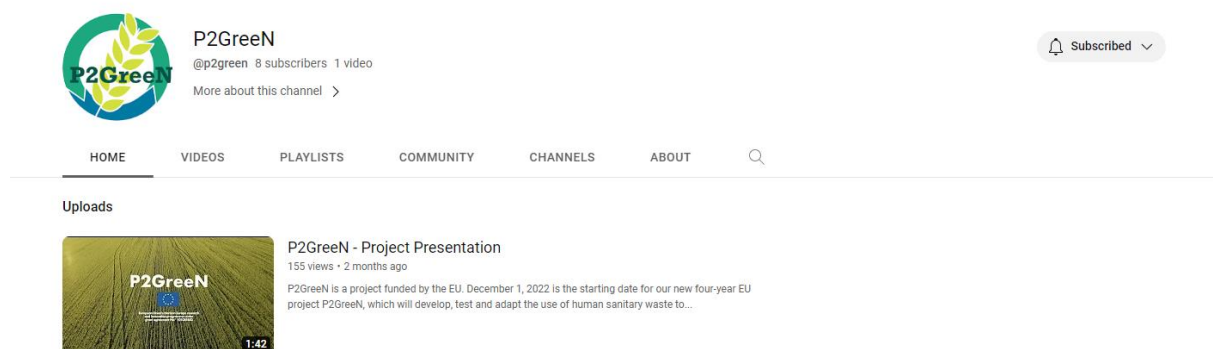 P2GreeN
P2GreeN
@p2green 8 subscribers 1 video
More about this channel
Subscribed
HOME VIDEOS PLAYLISTS COMMUNITY CHANNELS ABOUT
Uploads
P2GreeN - Project Presentation
155 views • 2 months ago
P2GreeN is a project funded by the EU. December 1, 2022 is the starting date for our new four-year EU
project P2GreeN, which will develop, test and adapt the use of human sanitary waste to...
P2GreeN
1:42